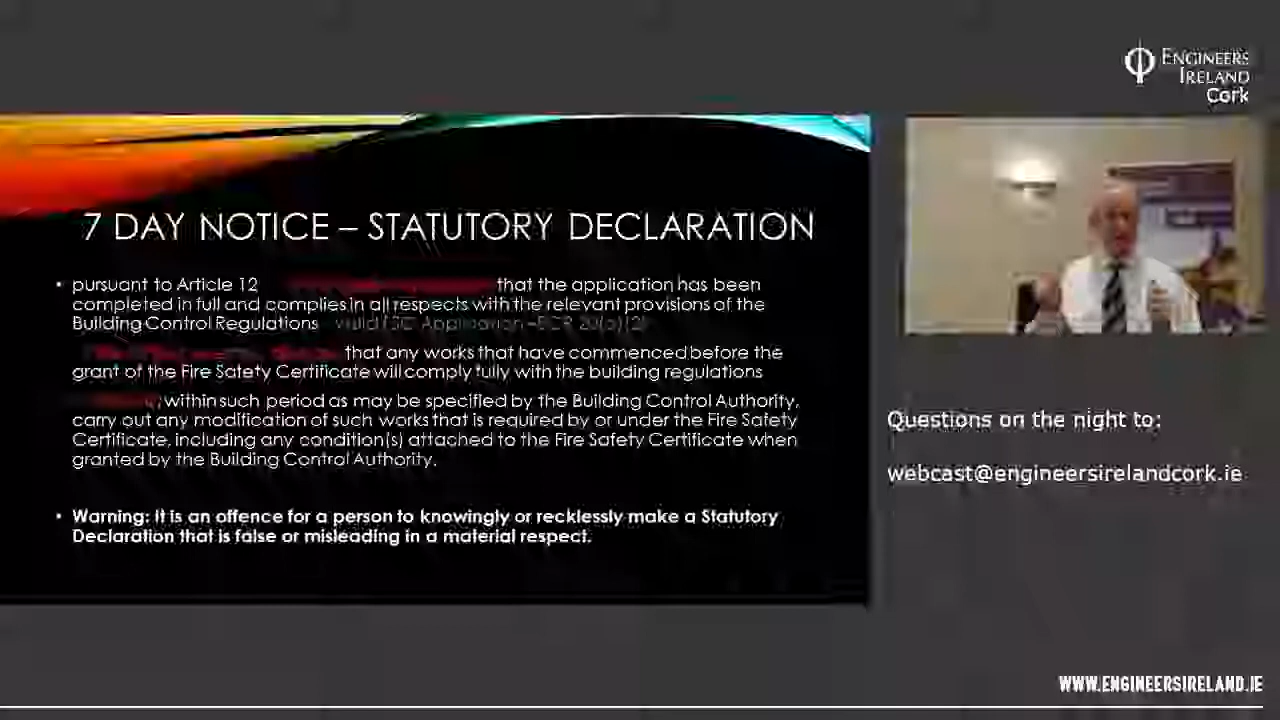 ENGINEERS
IRELAND
Cork
7 DAY NOTICE – STATUTORY DECLARATION
• pursuant to Article 12 that the application has been
completed in full and complies in all respects with the relevant provisions of the
Building Control Regulations
that any works that have commenced before the
grant of the Fire Safety Certificate will comply fully with the building regulations
, within such period as may be specified by the Building Control Authority,
carry out any modification of such works that is required by or under the Fire Safety
Certificate, including any condition(s) attached to the Fire Safety Certificate when
granted by the Building Control Authority.
• Warning: It is an offence for a person to knowingly or recklessly make a Statutory
Declaration that is false or misleading in a material respect.
Questions on the night to:
webcast@engineersirelandcork.ie
WWW.ENGINEERSIRELAND.IE